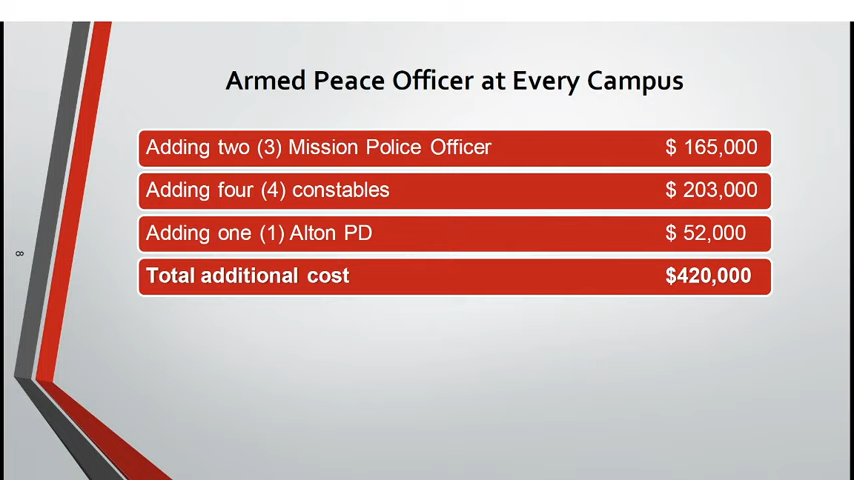 Armed Peace Officer at Every Campus
Adding two (3) Mission Police Officer $ 165,000
Adding four (4) constables $ 203,000
Adding one (1) Alton PD $ 52,000
Total additional cost $420,000
8